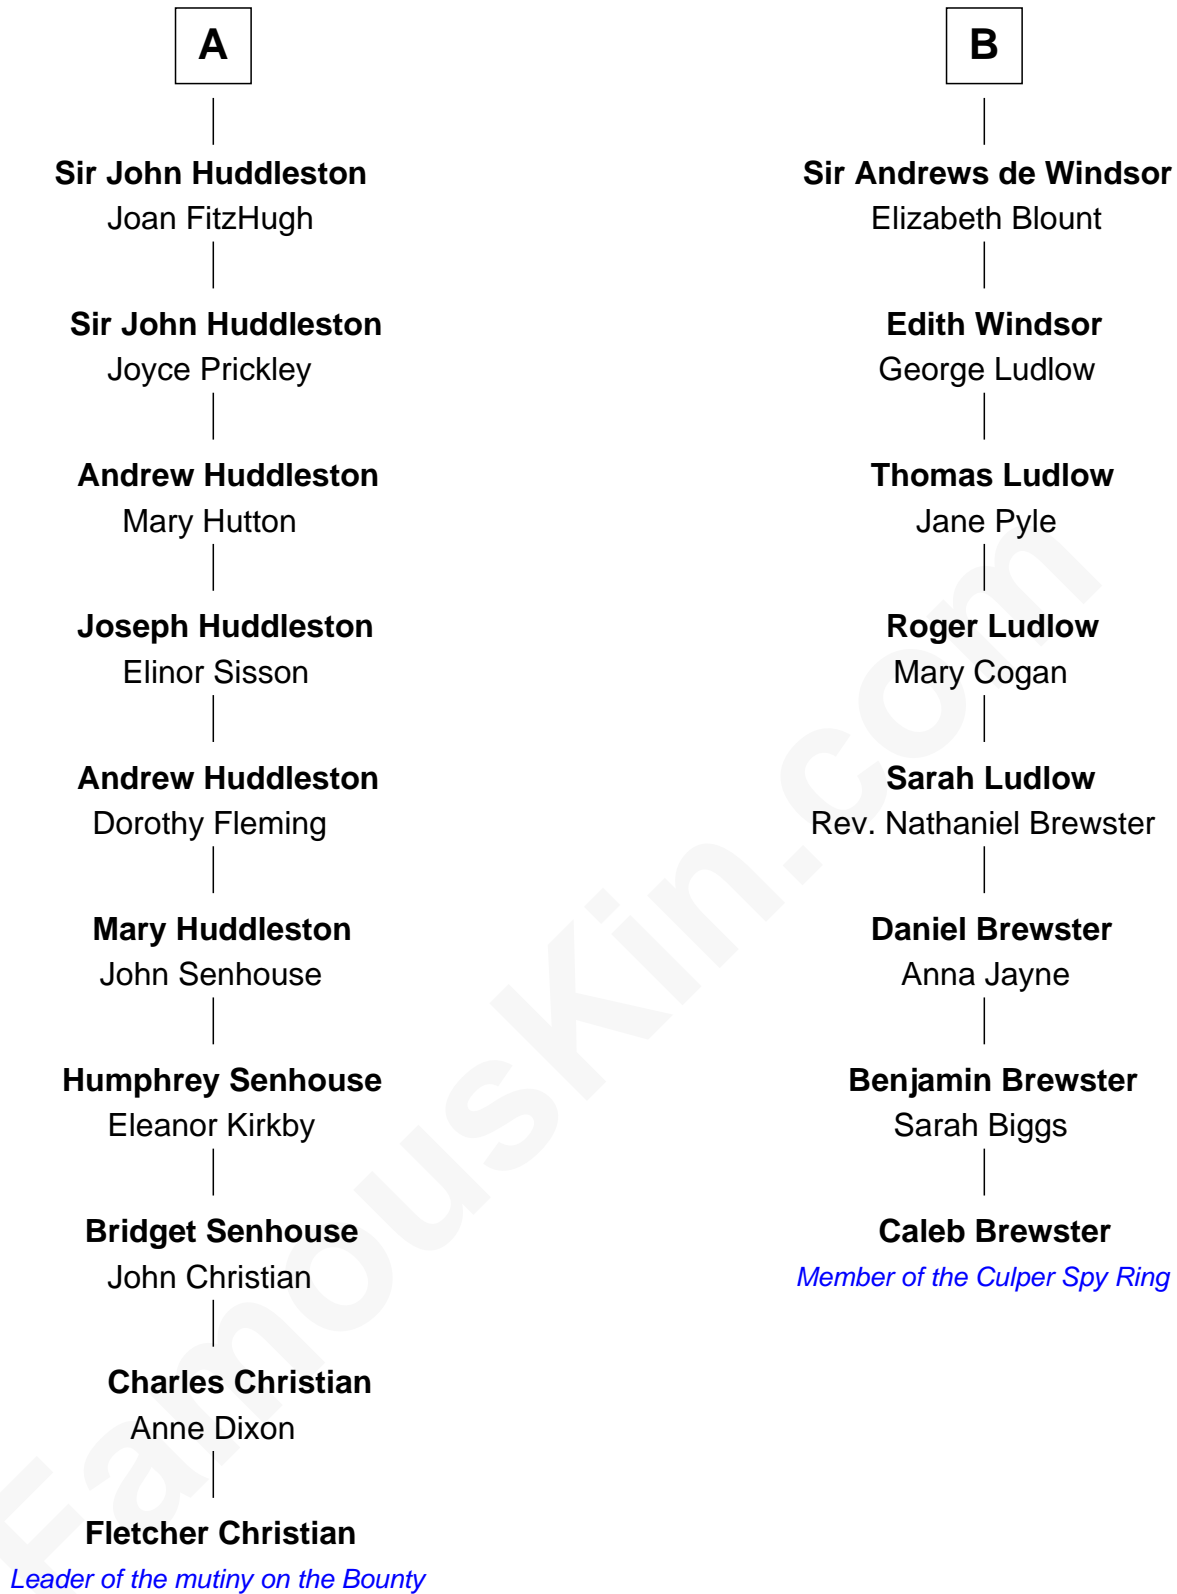 A
Sir John Huddleston
Joan FitzHugh
Sir John Huddleston
Joyce Prickley
Andrew Huddleston
Mary Hutton
Joseph Huddleston
Elinor Sisson
Andrew Huddleston
Dorothy Fleming
Mary Huddleston
John Senhouse
Humphrey Senhouse
Eleanor Kirkby
Bridget Senhouse
John Christian
Charles Christian
Anne Dixon
Fletcher Christian
Leader of the mutiny on the Bounty
B
Sir Andrews de Windsor
Elizabeth Blount
Edith Windsor
George Ludlow
Thomas Ludlow
Jane Pyle
Roger Ludlow
Mary Cogan
Sarah Ludlow
Rev. Nathaniel Brewster
Daniel Brewster
Anna Jayne
Benjamin Brewster
Sarah Biggs
Caleb Brewster
Member of the Culper Spy Ring
FamousKin.com